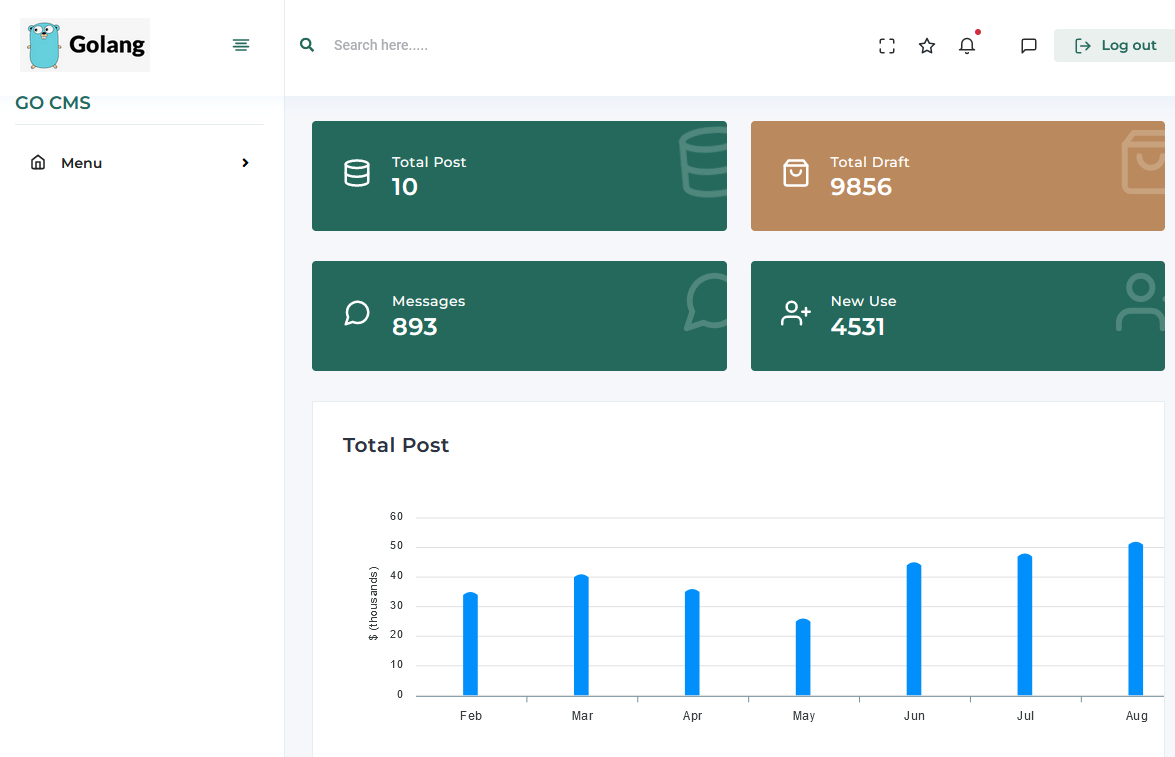 Golang
Search here.....
Log out
GO CMS
Menu
Total Post
10
Total Draft
9856
Messages
893
New Use
4531
Total Post
$ (thousands)
60
50
40
30
20
10
0
Feb Mar Apr May Jun Jul Aug